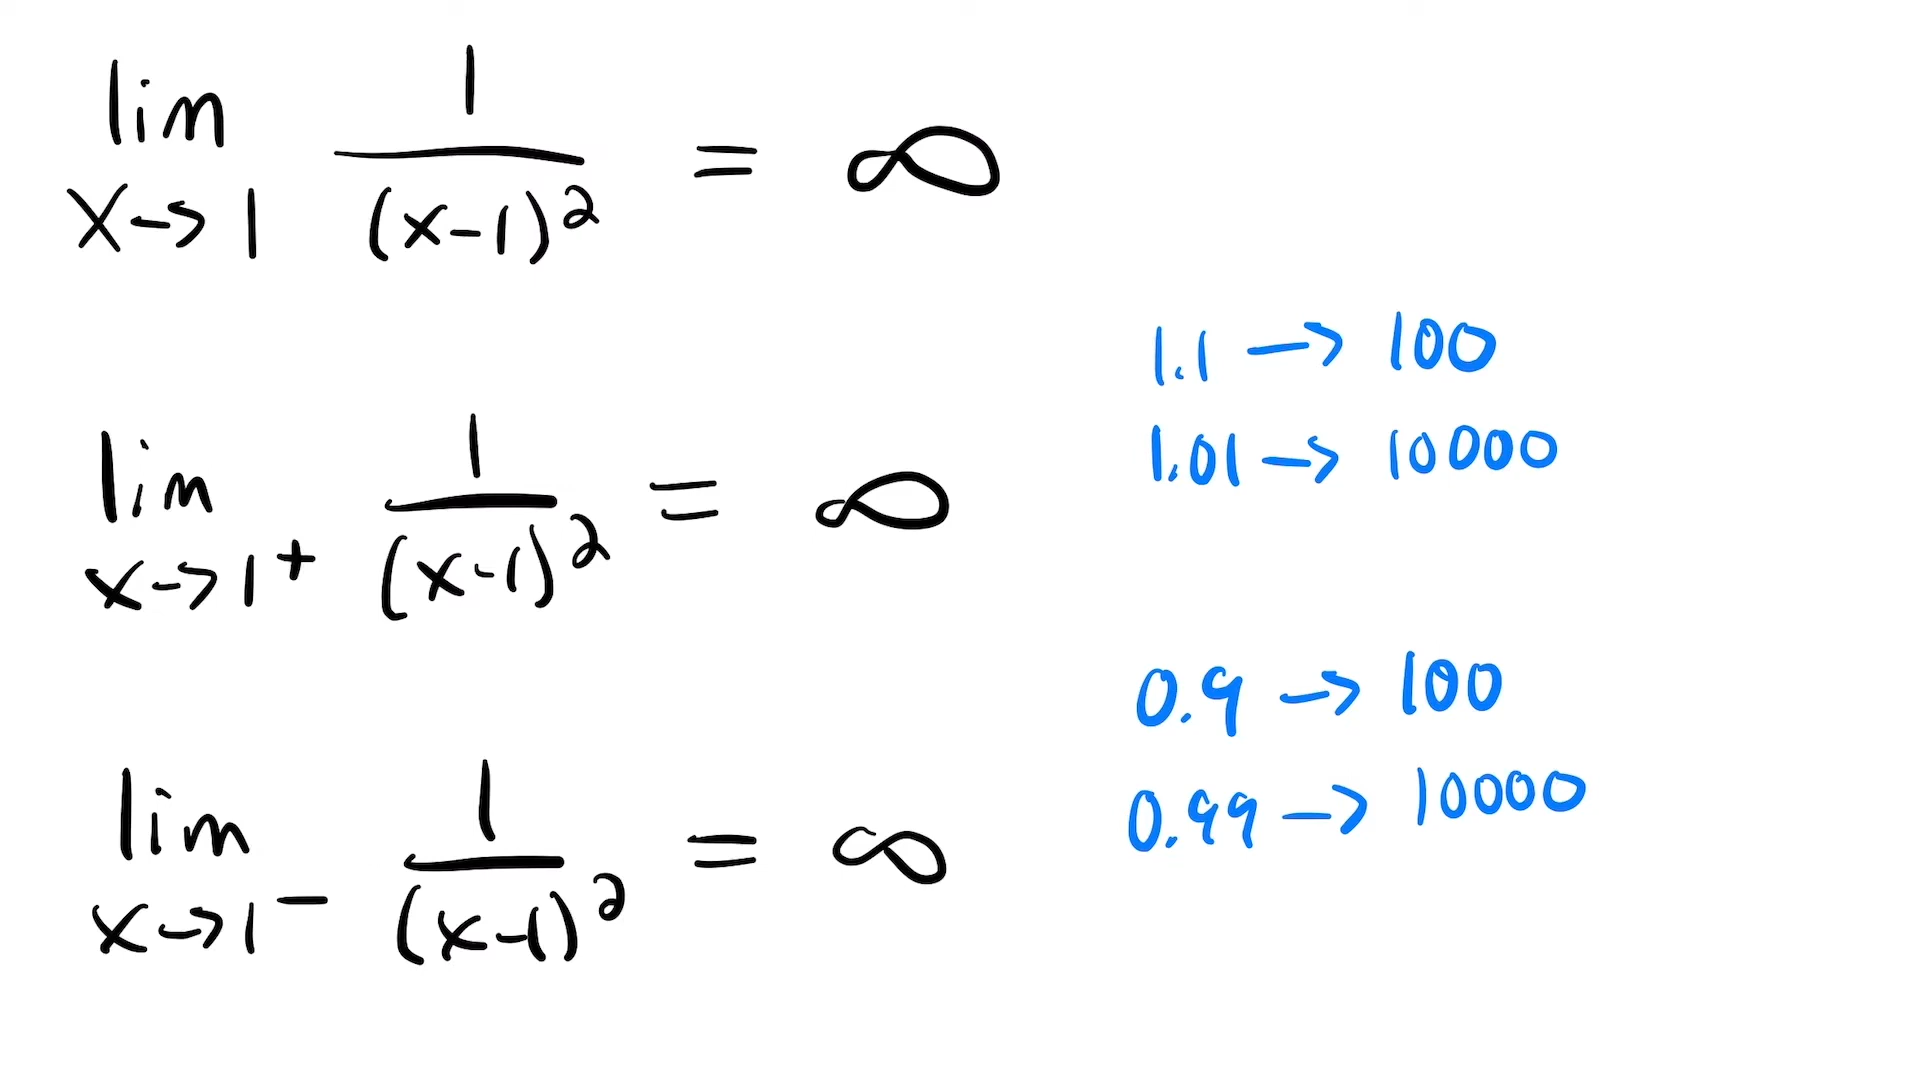 lim x→1 1/(x-1)² = ∞
1.1 → 100
1.01 → 10000
lim x→1+ 1/(x-1)² = ∞
0.9 → 100
0.99 → 10000
lim x→1- 1/(x-1)² = ∞